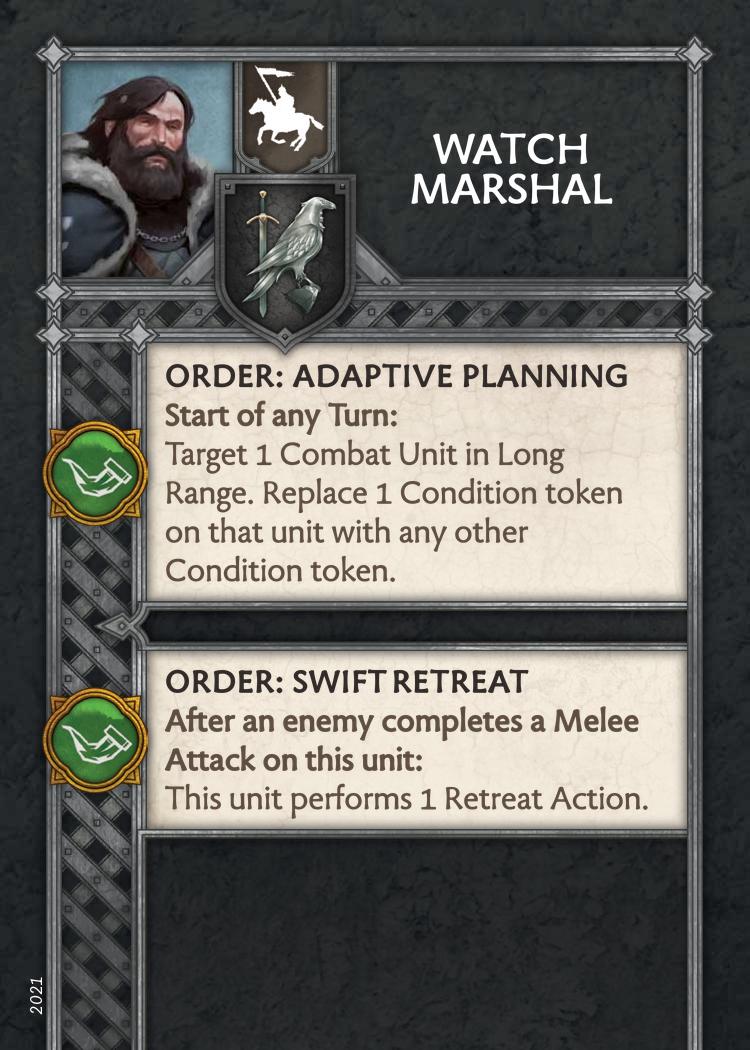 WATCH
MARSHAL
ORDER: ADAPTIVE PLANNING
Start of any Turn:
Target 1 Combat Unit in Long
Range. Replace 1 Condition token
on that unit with any other
Condition token.
ORDER: SWIFT RETREAT
After an enemy completes a Melee
Attack on this unit:
This unit performs 1 Retreat Action.
2021